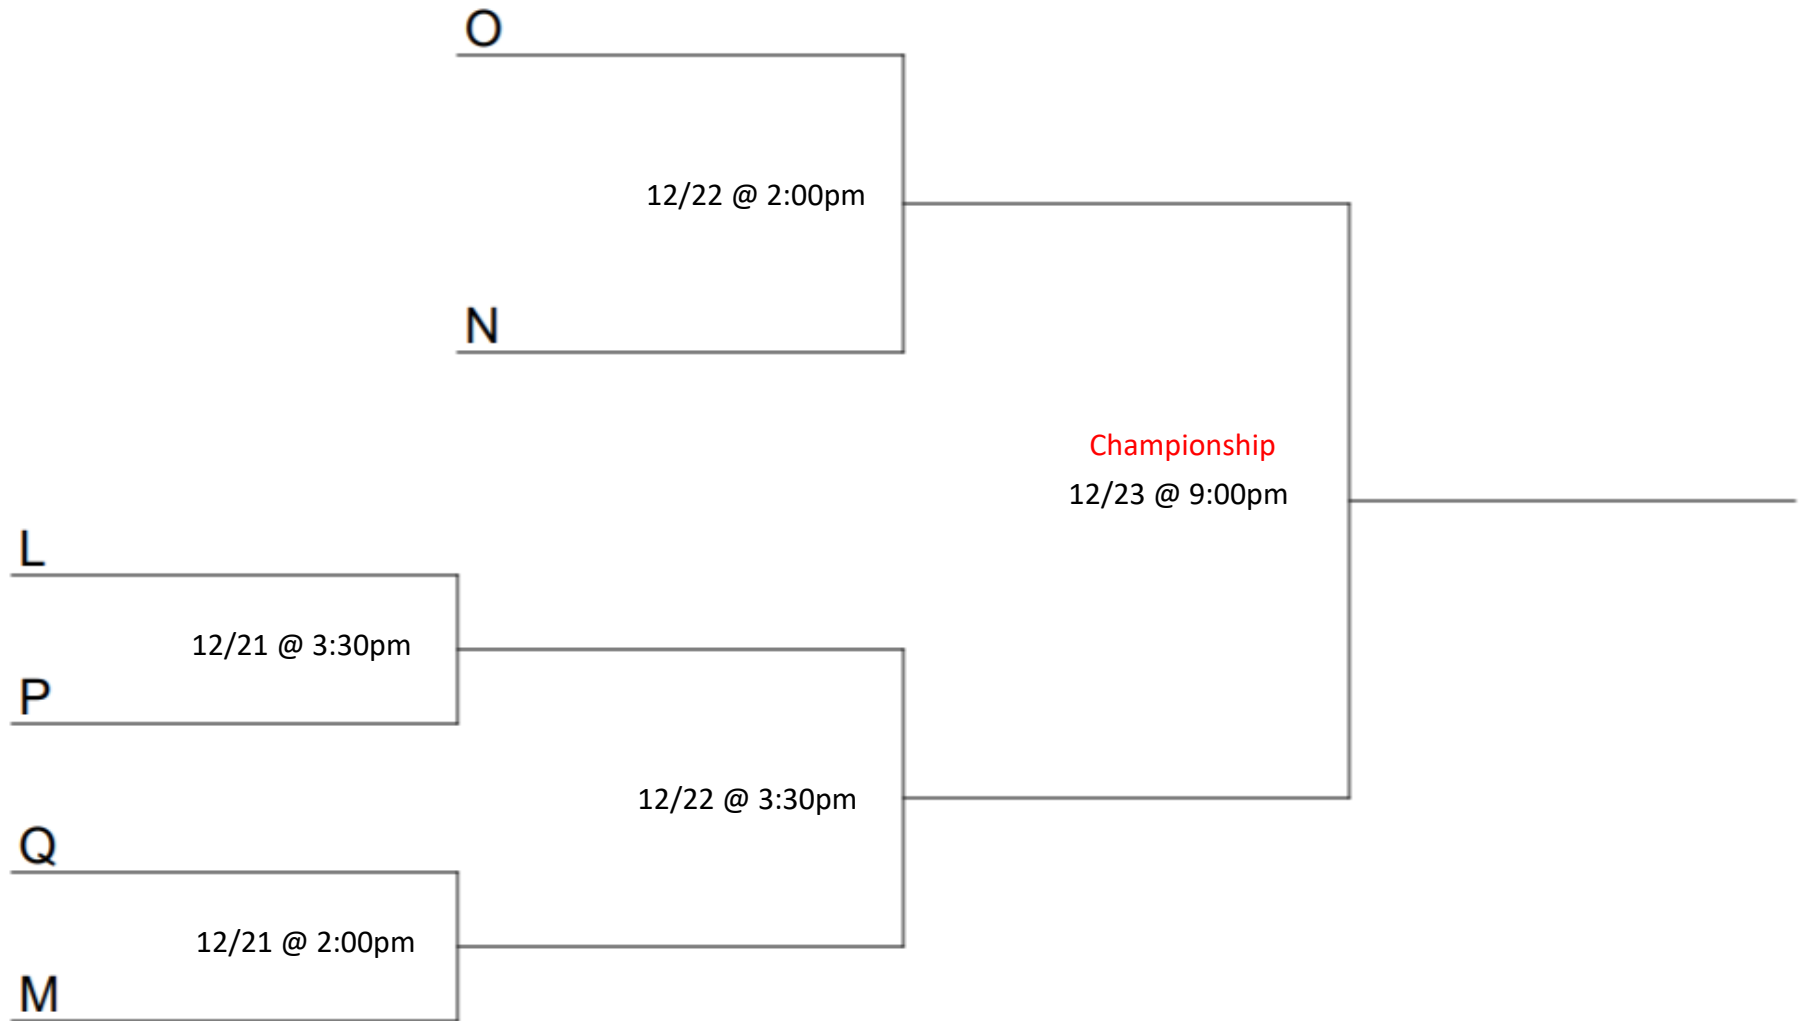 O
12/22 @ 2:00pm
N
Championship
12/23 @ 9:00pm
L
12/21 @ 3:30pm
P
12/22 @ 3:30pm
Q
12/21 @ 2:00pm
M